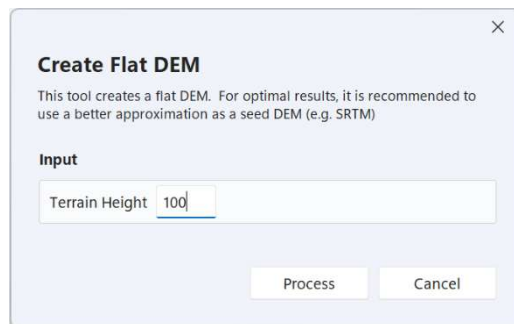 Create Flat DEM
This tool creates a flat DEM. For optimal results, it is recommended to
use a better approximation as a seed DEM (e.g. SRTM)
Input
Terrain Height 100
Process Cancel